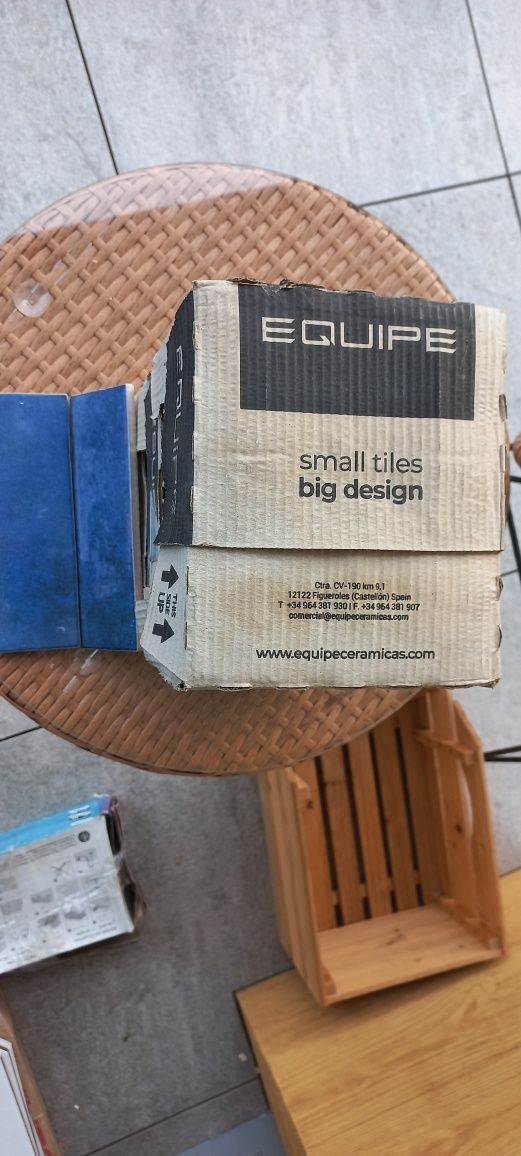 EQUIPE
small tiles
big design
Ctra. CV-190 km 9,1
12122 Figueroles (Castellón) Spain
T +34 964 381 930 | F. +34 964 381 907
comercial@equipeceramicas.com
www.equipeceramicas.com
EQUIPE
THIS
SIDE
UP